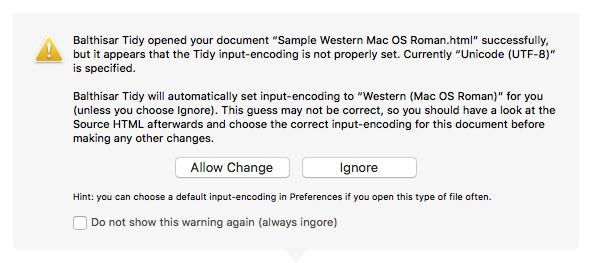 Balthisar Tidy opened your document “Sample Western Mac OS Roman.html” successfully,
but it appears that the Tidy input-encoding is not properly set. Currently “Unicode (UTF-8)”
is specified.
Balthisar Tidy will automatically set input-encoding to “Western (Mac OS Roman)” for you
(unless you choose Ignore). This guess may not be correct, so you should have a look at the
Source HTML afterwards and choose the correct input-encoding for this document before
making any other changes.
Allow Change
Ignore
Hint: you can choose a default input-encoding in Preferences if you open this type of file often.
Do not show this warning again (always ingore)